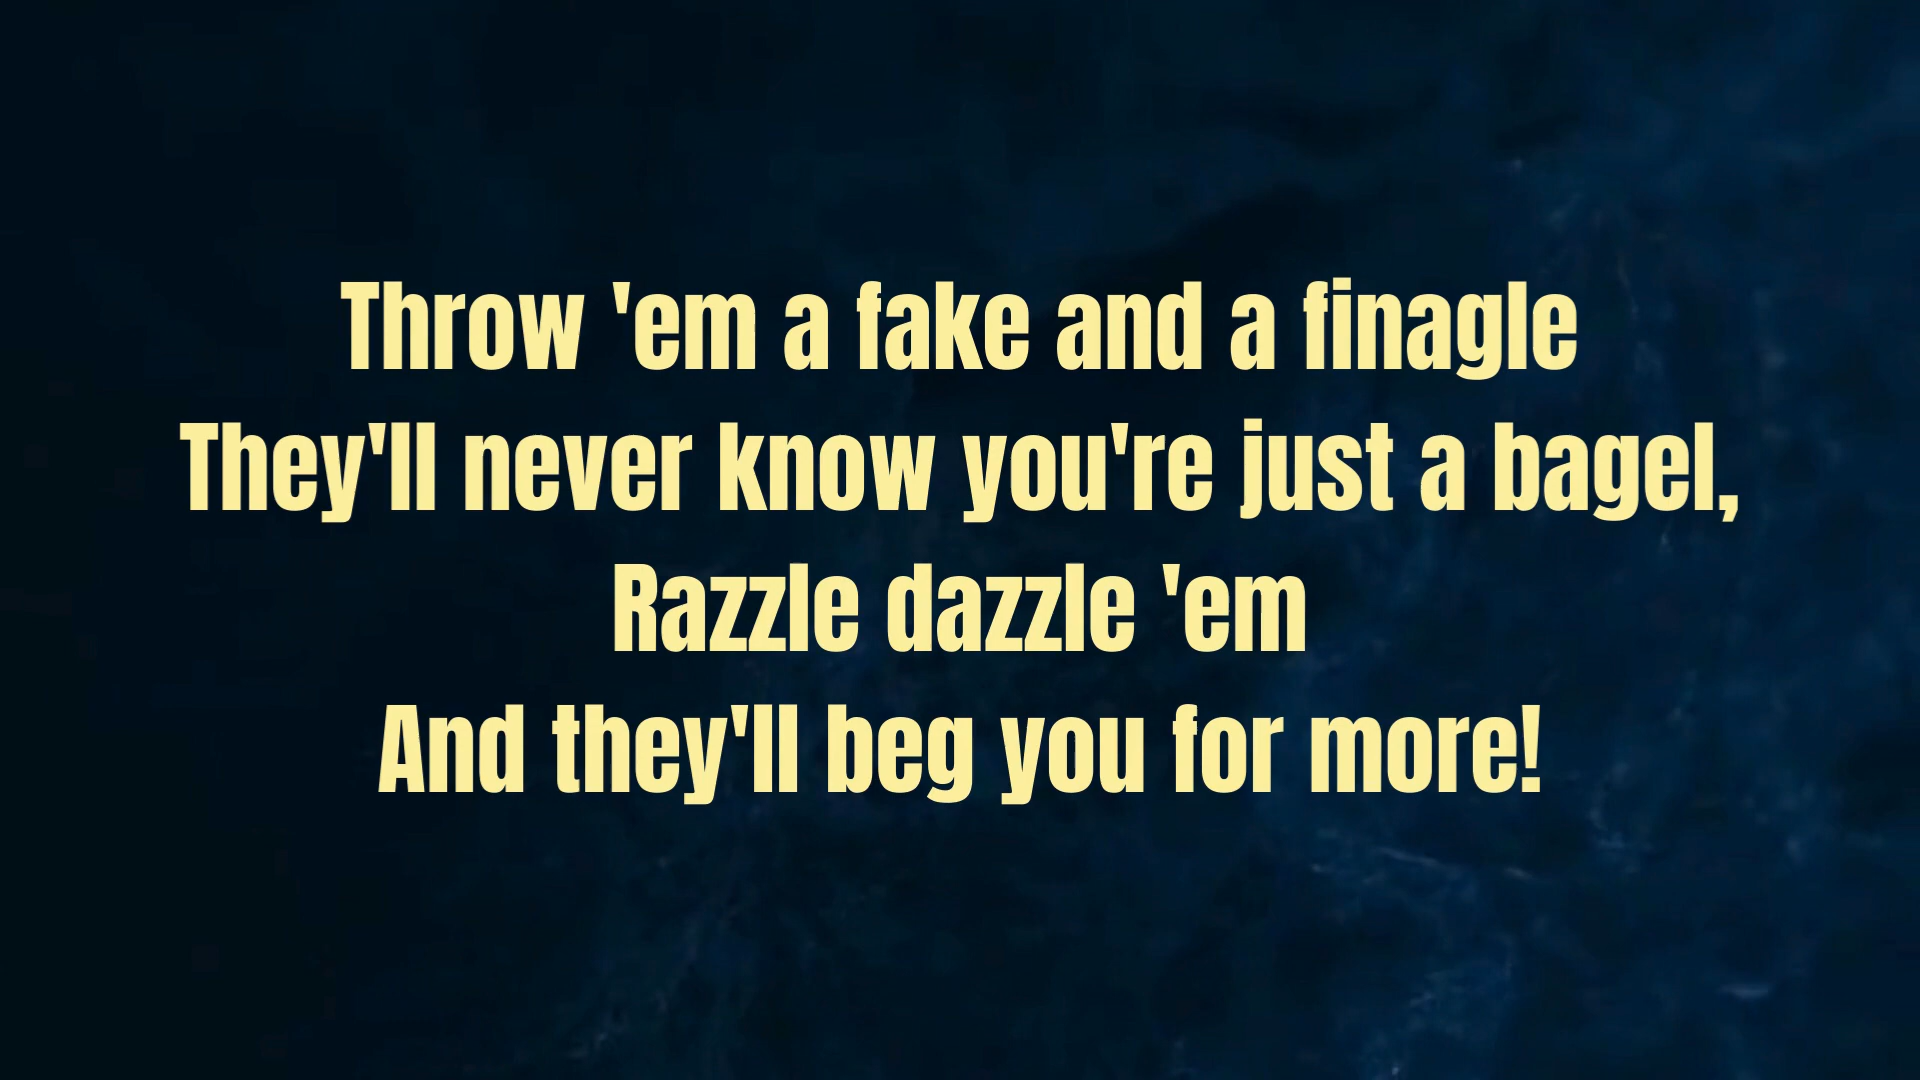 Throw 'em a fake and a finagle
They'll never know you're just a bagel,
Razzle dazzle 'em
And they'll beg you for more!